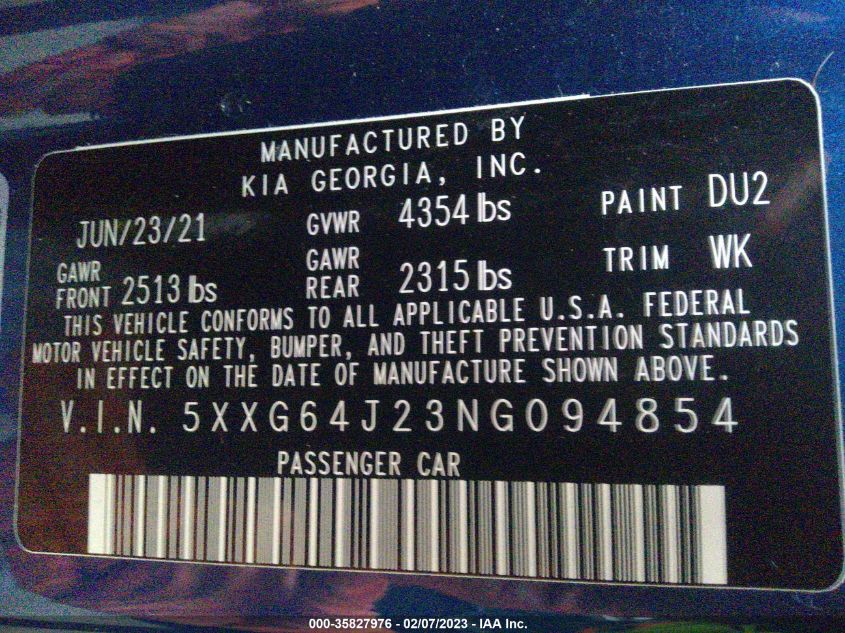 MANUFACTURED BY
KIA GEORGIA, INC.
JUN/23/21 GVWR 4354 lbs PAINT DU2
GAWR FRONT 2513 lbs GAWR REAR 2315 lbs TRIM WK
THIS VEHICLE CONFORMS TO ALL APPLICABLE U.S.A. FEDERAL
MOTOR VEHICLE SAFETY, BUMPER, AND THEFT PREVENTION STANDARDS
IN EFFECT ON THE DATE OF MANUFACTURE SHOWN ABOVE.
V.I.N. 5XXG64J23NG094854
PASSENGER CAR
000-35827976 - 02/07/2023 - IAA Inc.